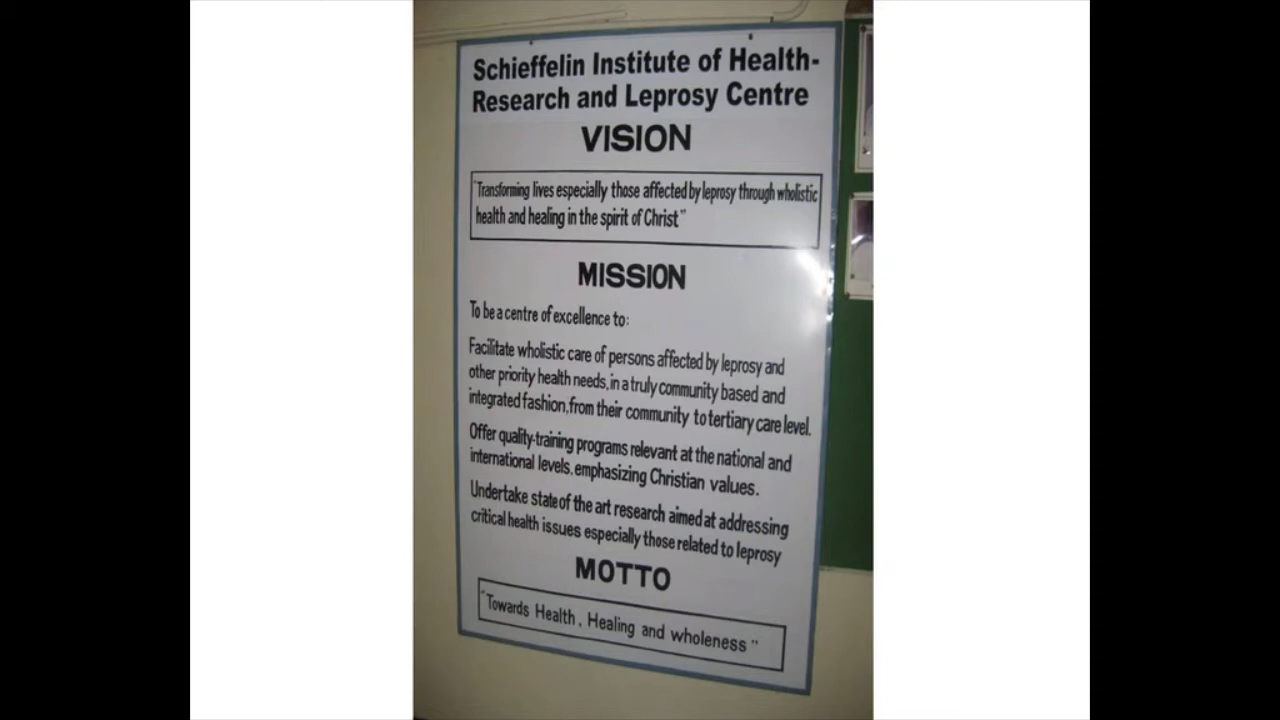 Schieffelin Institute of Health-
Research and Leprosy Centre
VISION
"Transforming lives especially those affected by leprosy through wholistic
health and healing in the spirit of Christ"
MISSION
To be a centre of excellence to:
Facilitate wholistic care of persons affected by leprosy and
other priority health needs, in a truly community based and
integrated fashion, from their community to tertiary care level.
Offer quality-training programs relevant at the national and
international levels, emphasizing Christian values.
Undertake state of the art research aimed at addressing
critical health issues especially those related to leprosy
MOTTO
"Towards Health, Healing and wholeness"